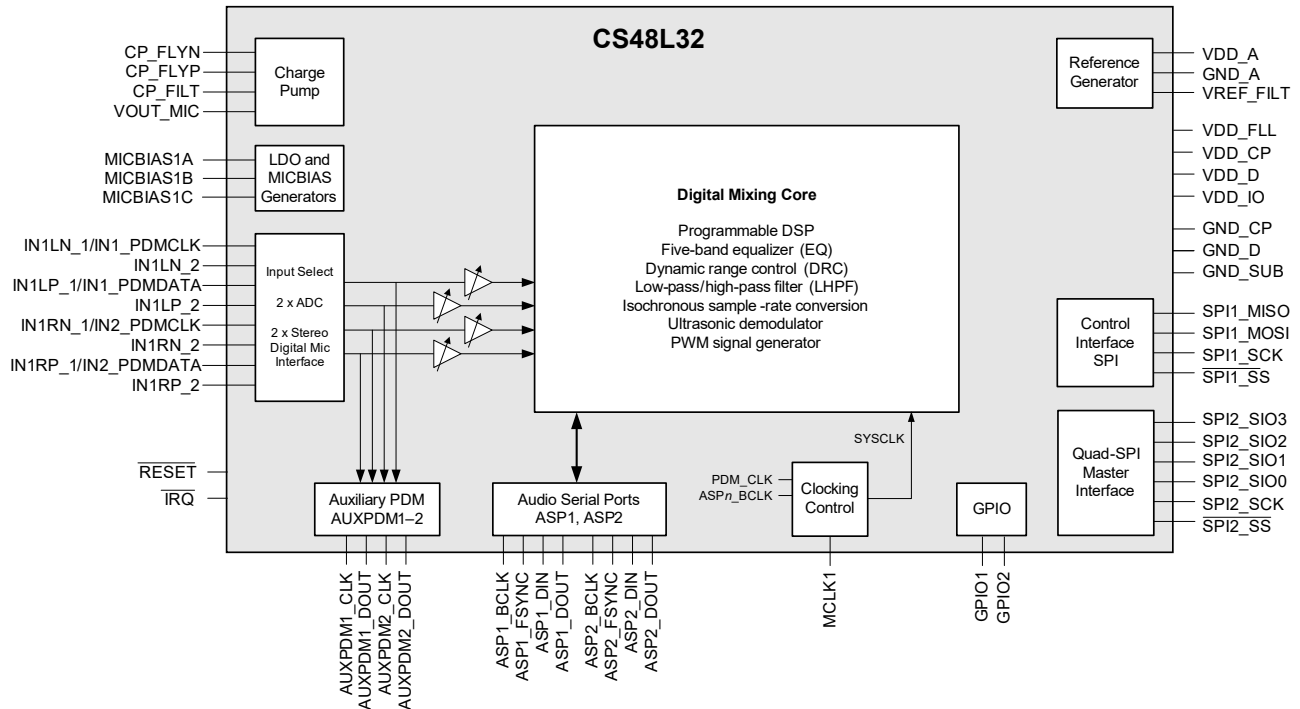 CS48L32
CP_FLYN
CP_FLYP
CP_FILT
VOUT_MIC
Charge
Pump
MICBIAS1A
MICBIAS1B
MICBIAS1C
LDO and
MICBIAS
Generators
IN1LN_1/IN1_PDMCLK
IN1LN_2
IN1LP_1/IN1_PDMDATA
IN1LP_2
IN1RN_1/IN2_PDMCLK
IN1RN_2
IN1RP_1/IN2_PDMDATA
IN1RP_2
Input Select
2 x ADC
2 x Stereo
Digital Mic
Interface
RESET
IRQ
Digital Mixing Core
Programmable DSP
Five-band equalizer (EQ)
Dynamic range control (DRC)
Low-pass/high-pass filter (LHPF)
Isochronous sample -rate conversion
Ultrasonic demodulator
PWM signal generator
Reference
Generator
VDD_A
GND_A
VREF_FILT
VDD_FLL
VDD_CP
VDD_D
VDD_IO
GND_CP
GND_D
GND_SUB
Control
Interface
SPI
SPI1_MISO
SPI1_MOSI
SPI1_SCK
SPI1_SS
Quad-SPI
Master
Interface
SPI2_SIO3
SPI2_SIO2
SPI2_SIO1
SPI2_SIO0
SPI2_SCK
SPI2_SS
Auxiliary PDM
AUXPDM1–2
AUXPDM1_CLK
AUXPDM1_DOUT
AUXPDM2_CLK
AUXPDM2_DOUT
Audio Serial Ports
ASP1, ASP2
ASP1_BCLK
ASP1_FSYNC
ASP1_DIN
ASP1_DOUT
ASP2_BCLK
ASP2_FSYNC
ASP2_DIN
ASP2_DOUT
SYSCLK
PDM_CLK
ASPn_BCLK
Clocking
Control
MCLK1
GPIO
GPIO1
GPIO2